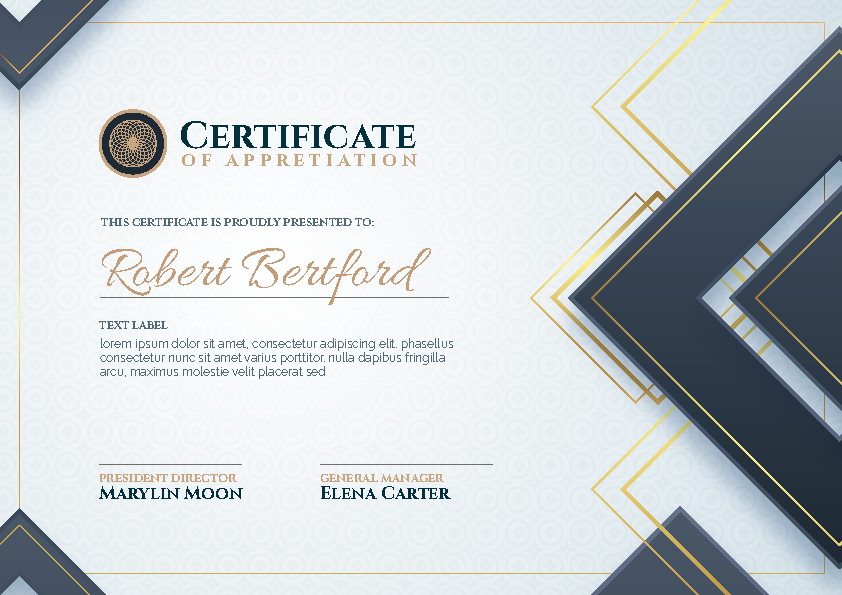 Certificate
OF APPRETIATION
THIS CERTIFICATE IS PROUDLY PRESENTED TO:
Robert Bertford
TEXT LABEL
lorem ipsum dolor sit amet, consectetur adipiscing elit. phasellus
consectetur nunc sit amet varius porttitor. nulla dapibus fringilla
arcu, maximus molestie velit placerat sed
PRESIDENT DIRECTOR
Marylin Moon
GENERAL MANAGER
Elena Carter